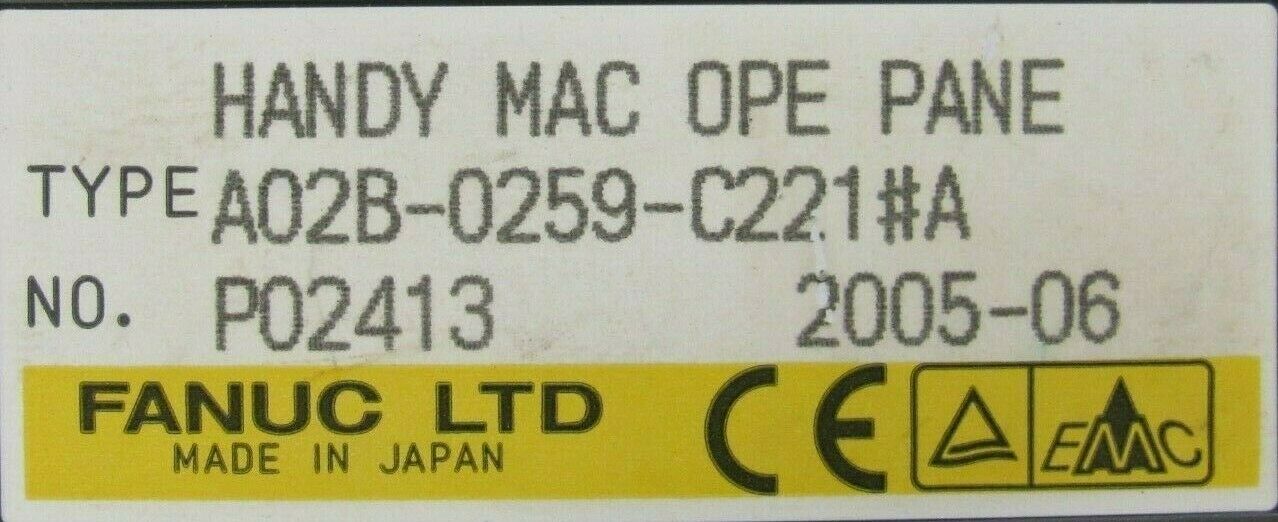 HANDY MAC OPE PANE
TYPE A02B-0259-C221#A
NO. P02413 2005-06
FANUC LTD CE EMC
MADE IN JAPAN